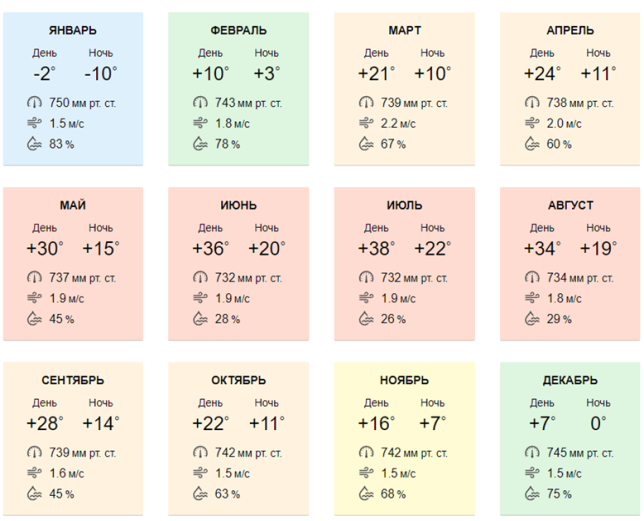 ЯНВАРЬ
День Ночь
-2° -10°
750 мм рт. ст.
1.5 м/с
83 %
ФЕВРАЛЬ
День Ночь
+10° +3°
743 мм рт. ст.
1.8 м/с
78 %
МАРТ
День Ночь
+21° +10°
739 мм рт. ст.
2.2 м/с
67 %
АПРЕЛЬ
День Ночь
+24° +11°
738 мм рт. ст.
2.0 м/с
60 %
МАЙ
День Ночь
+30° +15°
737 мм рт. ст.
1.9 м/с
45 %
ИЮНЬ
День Ночь
+36° +20°
732 мм рт. ст.
1.9 м/с
28 %
ИЮЛЬ
День Ночь
+38° +22°
732 мм рт. ст.
1.9 м/с
26 %
АВГУСТ
День Ночь
+34° +19°
734 мм рт. ст.
1.8 м/с
29 %
СЕНТЯБРЬ
День Ночь
+28° +14°
739 мм рт. ст.
1.6 м/с
45 %
ОКТЯБРЬ
День Ночь
+22° +11°
742 мм рт. ст.
1.5 м/с
63 %
НОЯБРЬ
День Ночь
+16° +7°
742 мм рт. ст.
1.5 м/с
68 %
ДЕКАБРЬ
День Ночь
+7° 0°
745 мм рт. ст.
1.5 м/с
75 %